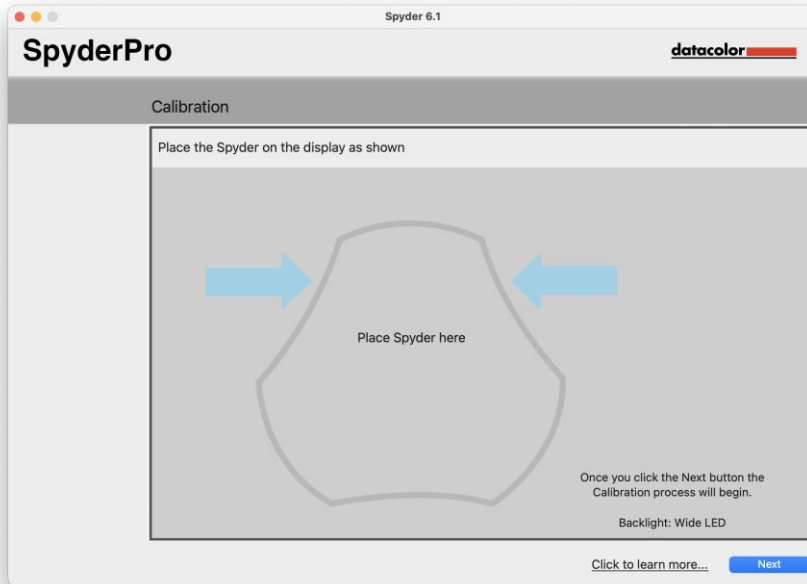 Spyder 6.1
SpyderPro
datacolor
Calibration
Place the Spyder on the display as shown
Place Spyder here
Once you click the Next button the
Calibration process will begin.
Backlight: Wide LED
Click to learn more...
Next